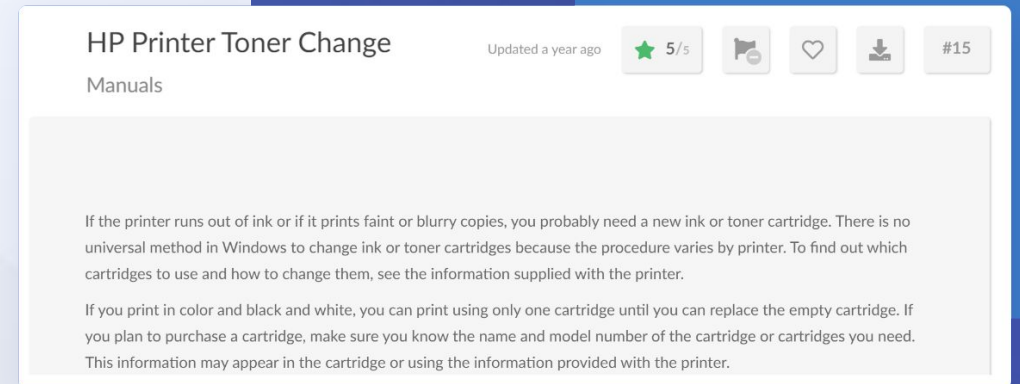 HP Printer Toner Change
Updated a year ago
5/5
#15
Manuals
If the printer runs out of ink or if it prints faint or blurry copies, you probably need a new ink or toner cartridge. There is no
universal method in Windows to change ink or toner cartridges because the procedure varies by printer. To find out which
cartridges to use and how to change them, see the information supplied with the printer.
If you print in color and black and white, you can print using only one cartridge until you can replace the empty cartridge. If
you plan to purchase a cartridge, make sure you know the name and model number of the cartridge or cartridges you need.
This information may appear in the cartridge or using the information provided with the printer.